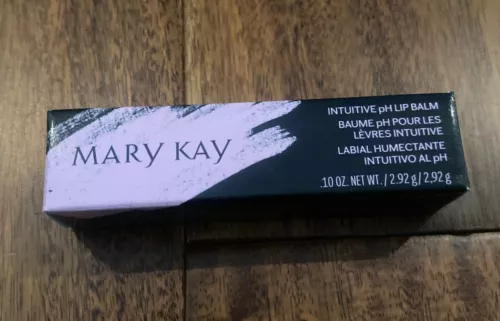 MARY KAY
INTUITIVE pH LIP BALM
BAUME pH POUR LES
LÈVRES INTUITIVE
LABIAL HUMECTANTE
INTUITIVO AL pH
.10 OZ. NET WT. / 2.92 g / 2,92 g